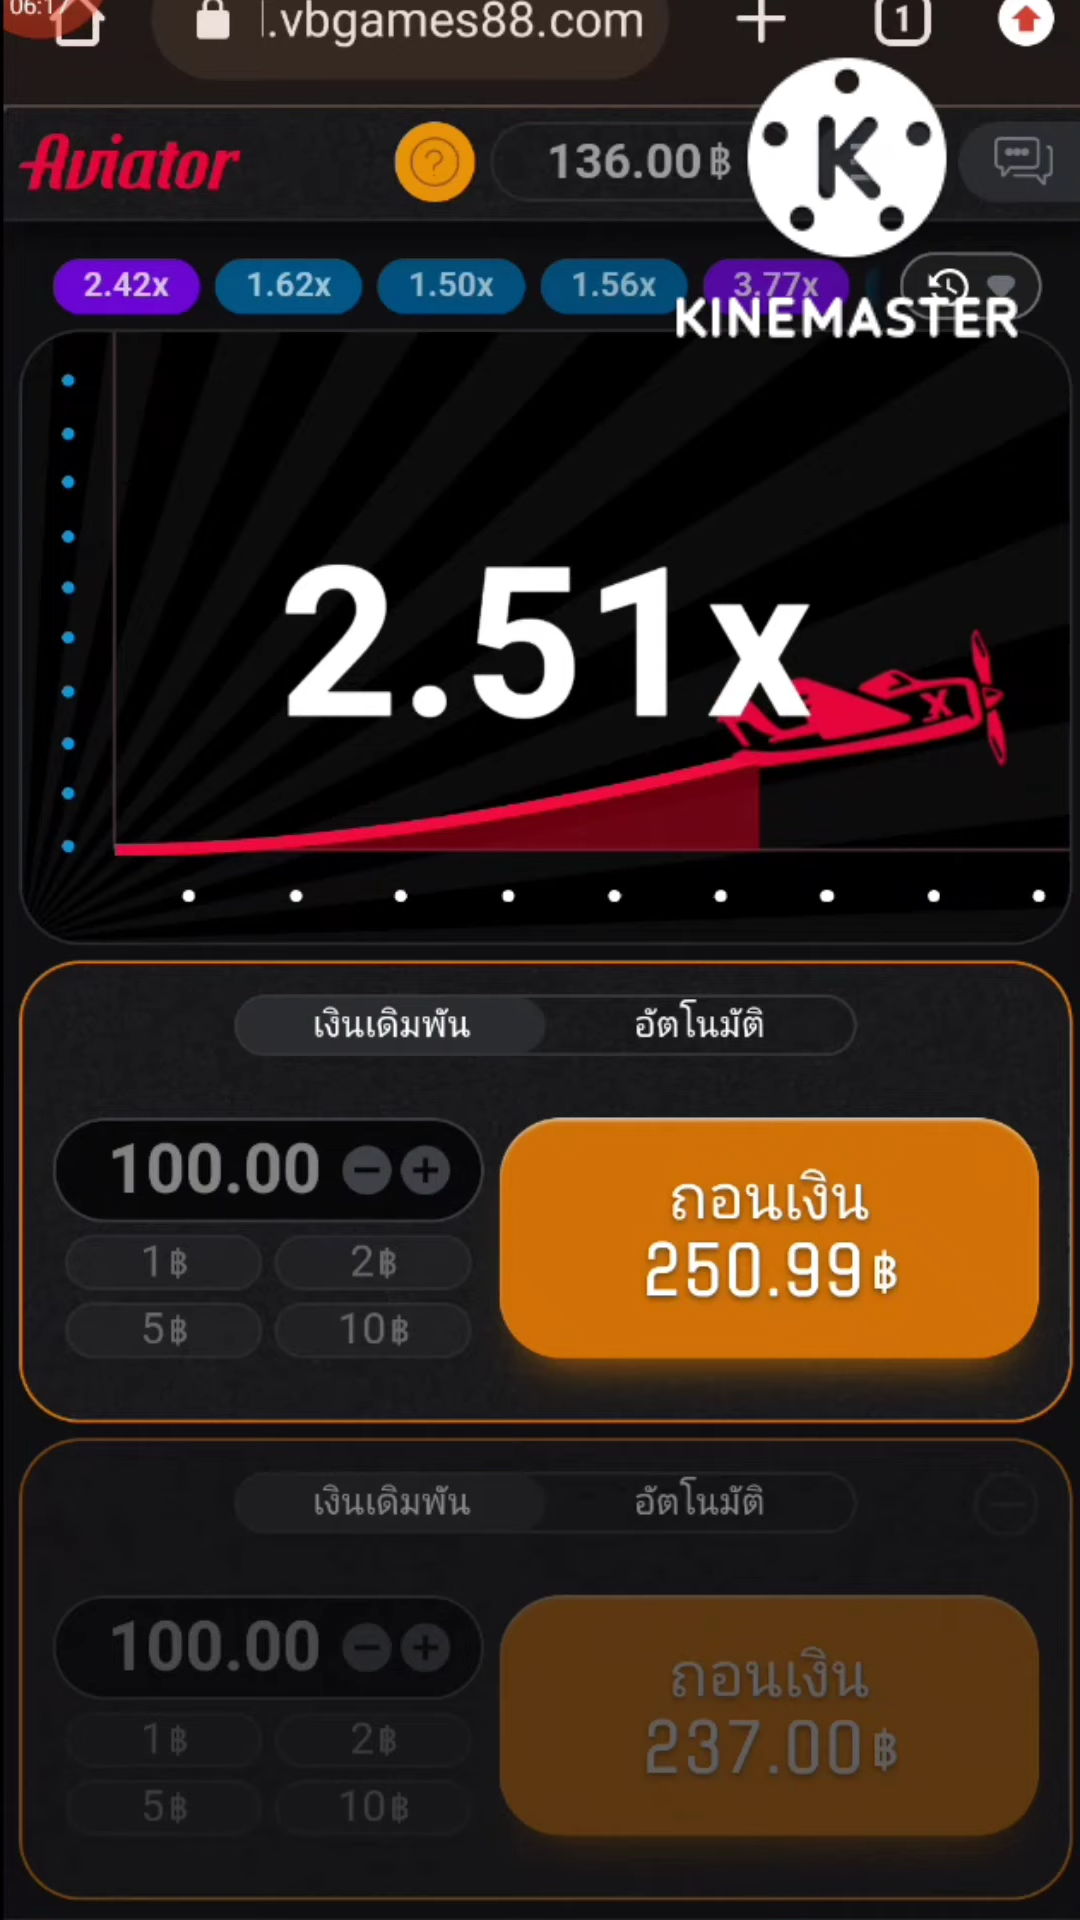 06:17
.vbgames88.com
1
Aviator
?
136.00฿
K
2.42x
1.62x
1.50x
1.56x
3.77x
KINEMASTER
2.51x
X
เงินเดิมพัน
อัตโนมัติ
100.00
ถอนเงิน
250.99฿
1฿
2฿
5฿
10฿
เงินเดิมพัน
อัตโนมัติ
100.00
ถอนเงิน
237.00฿
1฿
2฿
5฿
10฿